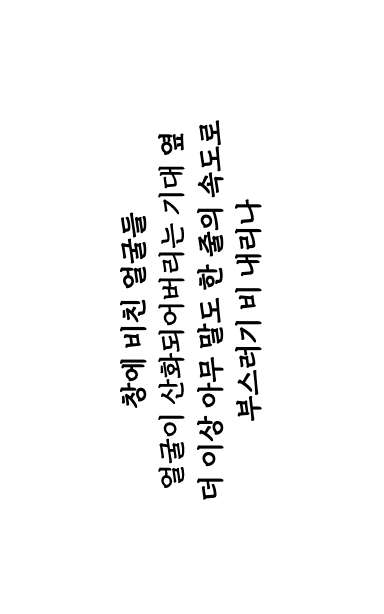 창에 비친 얼굴들
얼굴이 산화되어버리는 기대 옆
더 이상 아무 말도 한 줄의 속도로
부스러기 비 내리나